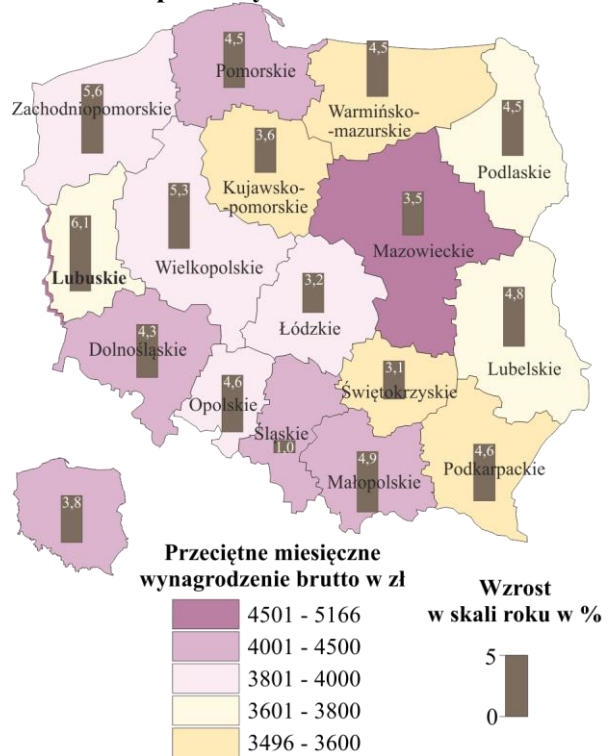 4,5
Pomorskie
4,5
Warmińsko-
-mazurskie
5,6
Zachodniopomorskie
3,6
Kujawsko-
-pomorskie
4,5
Podlaskie
5,3
Wielkopolskie
3,5
Mazowieckie
6,1
Lubuskie
3,2
Łódzkie
4,8
Lubelskie
4,3
Dolnośląskie
4,6
Opolskie
Śląskie
1,0
3,1
Świętokrzyskie
4,9
Małopolskie
4,6
Podkarpackie
3,8
Przeciętne miesięczne
wynagrodzenie brutto w zł
4501 - 5166
4001 - 4500
3801 - 4000
3601 - 3800
3496 - 3600
Wzrost
w skali roku w %
5
0